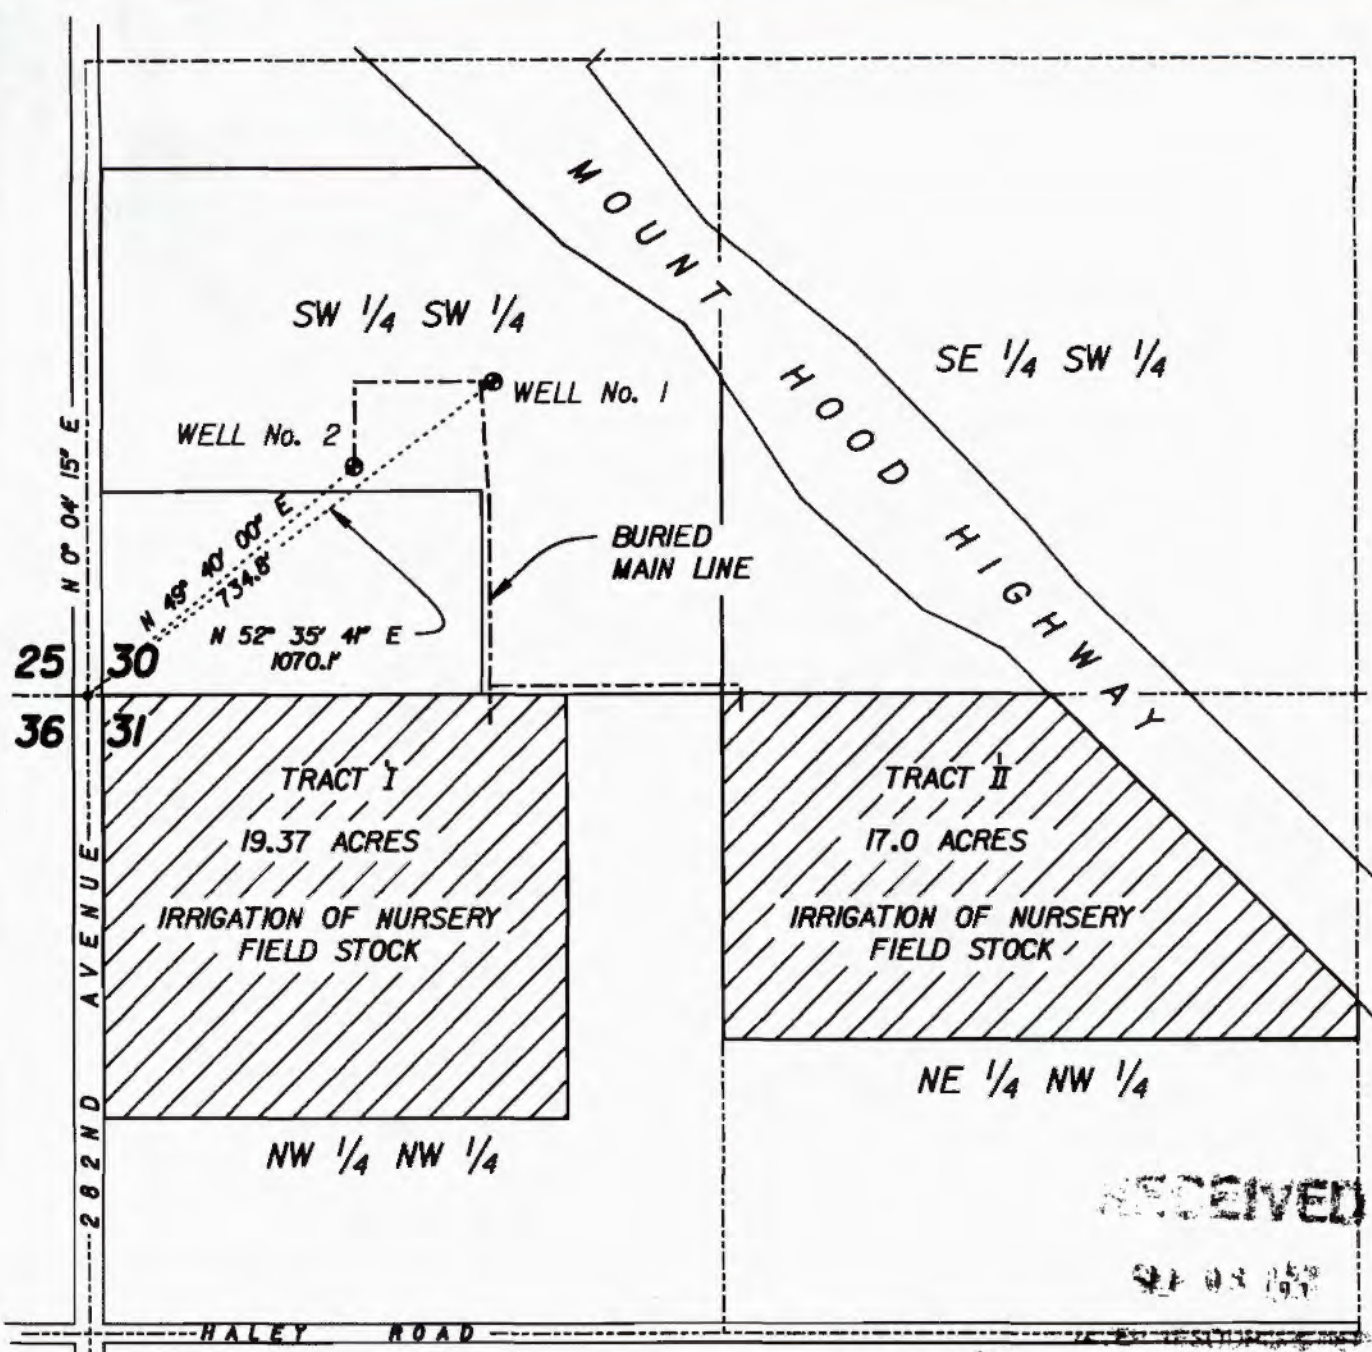 MOUNT HOOD HIGHWAY
SW 1/4 SW 1/4
SE 1/4 SW 1/4
WELL No. 1
WELL No. 2
N 0° 04' 15" E
N 49° 40' 00" E
734.8'
BURIED
MAIN LINE
N 52° 35' 41" E
1070.1'
25 30
36 31
TRACT I
19.37 ACRES
IRRIGATION OF NURSERY
FIELD STOCK
TRACT II
17.0 ACRES
IRRIGATION OF NURSERY
FIELD STOCK
282ND AVENUE
NE 1/4 NW 1/4
NW 1/4 NW 1/4
RECEIVED
HALEY ROAD